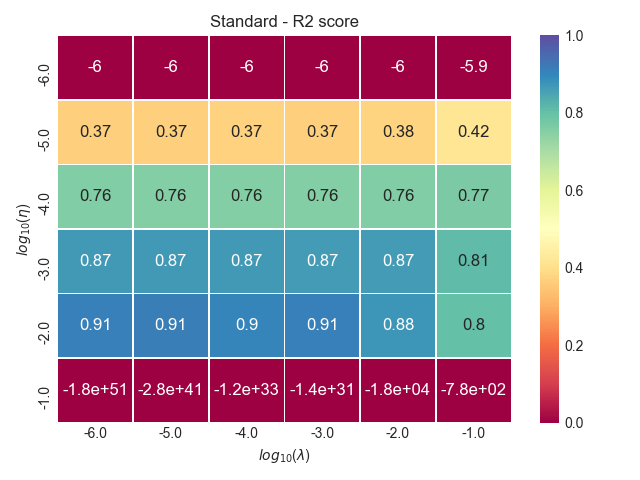 Standard - R2 score
-6.0 -6 -6 -6 -6 -6 -5.9
-5.0 0.37 0.37 0.37 0.37 0.38 0.42
-4.0 0.76 0.76 0.76 0.76 0.76 0.77
-3.0 0.87 0.87 0.87 0.87 0.87 0.81
-2.0 0.91 0.91 0.9 0.91 0.88 0.8
-1.0 -1.8e+51 -2.8e+41 -1.2e+33 -1.4e+31 -1.8e+04 -7.8e+02
-6.0 -5.0 -4.0 -3.0 -2.0 -1.0
log₁₀(λ)
log₁₀(η)
1.0
0.8
0.6
0.4
0.2
0.0